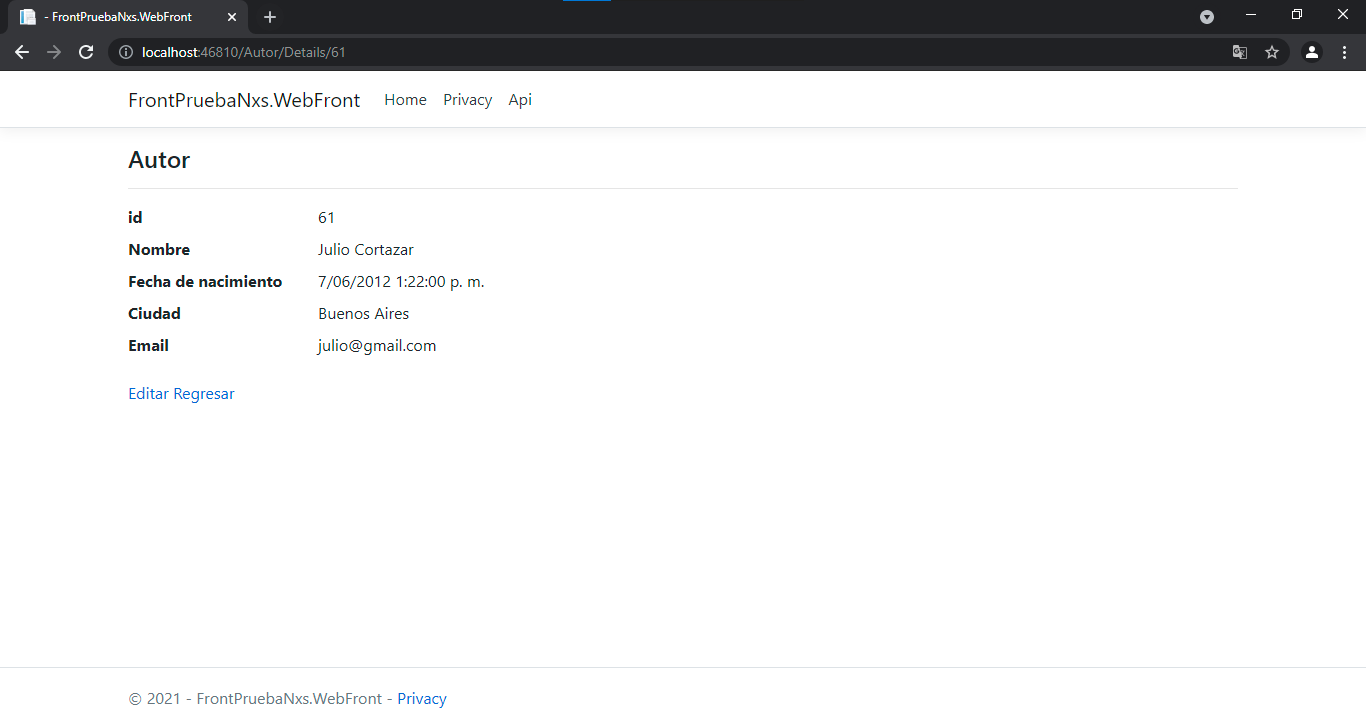 - FrontPruebaNxs.WebFront
localhost:46810/Autor/Details/61
FrontPruebaNxs.WebFront Home Privacy Api
Autor
id 61
Nombre Julio Cortazar
Fecha de nacimiento 7/06/2012 1:22:00 p. m.
Ciudad Buenos Aires
Email julio@gmail.com
Editar Regresar
© 2021 - FrontPruebaNxs.WebFront - Privacy